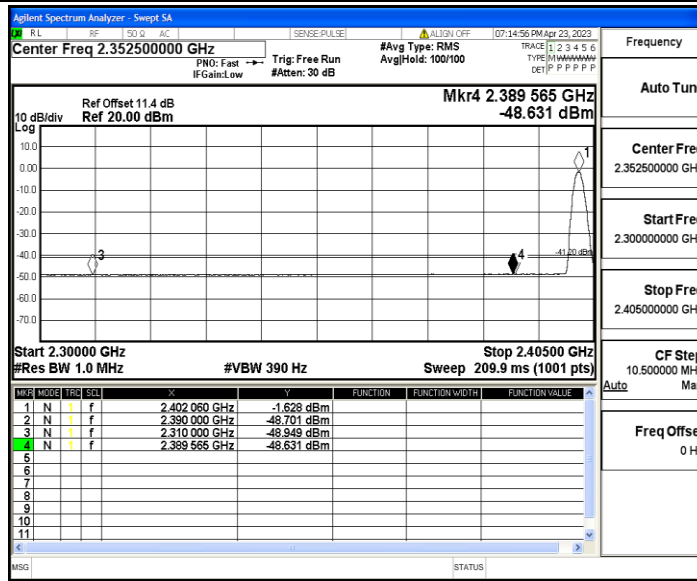 Agilent Spectrum Analyzer - Swept SA
RL RF 50 Ω AC SENSE:PULSE ALIGN OFF 07:14:56 PM Apr 23, 2023
Center Freq 2.352500000 GHz
PNO: Fast
IFGain:Low
Trig: Free Run
#Atten: 30 dB
#Avg Type: RMS
Avg|Hold: 100/100
TRACE 1 2 3 4 5 6
TYPE M
DET P P P P P P
Frequency
Mkr4 2.389 565 GHz
-48.631 dBm
Ref Offset 11.4 dB
10 dB/div Ref 20.00 dBm
Log
10.0
0.00
-10.0
-20.0
-30.0
-40.0
-50.0
-60.0
-70.0
1
3
4
-41.20 dBm
Start 2.30000 GHz Stop 2.40500 GHz
#Res BW 1.0 MHz #VBW 390 Hz Sweep 209.9 ms (1001 pts)
MKR MODE TRC SCL X Y FUNCTION FUNCTION WIDTH FUNCTION VALUE
1 N 1 f 2.402 060 GHz -1.628 dBm
2 N 1 f 2.390 000 GHz -48.701 dBm
3 N 1 f 2.310 000 GHz -48.949 dBm
4 N 1 f 2.389 565 GHz -48.631 dBm
5
6
7
8
9
10
11
MSG STATUS
Auto Tun
Center Fre
2.352500000 GH
Start Fre
2.300000000 GH
Stop Fre
2.405000000 GH
CF Ste
10.500000 MH
Auto Ma
Freq Offse
0 H